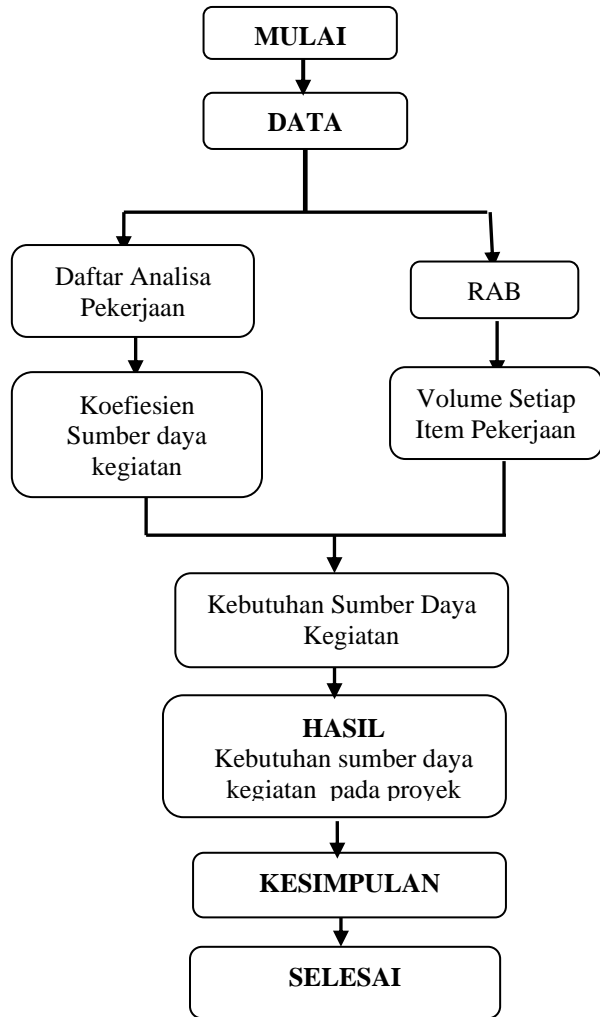 MULAI
DATA
Daftar Analisa
Pekerjaan
RAB
Koefiesien
Sumber daya
kegiatan
Volume Setiap
Item Pekerjaan
Kebutuhan Sumber Daya
Kegiatan
HASIL
Kebutuhan sumber daya
kegiatan pada proyek
KESIMPULAN
SELESAI